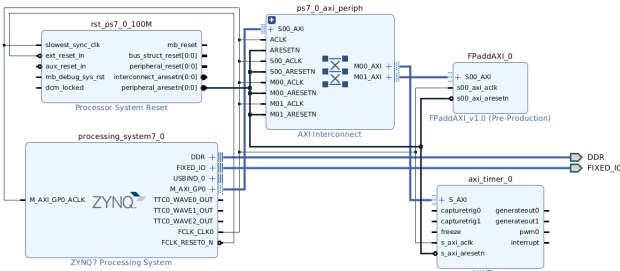 rst_ps7_0_100M
slowest_sync_clk
mb_reset
ext_reset_in
bus_struct_reset[0:0]
aux_reset_in
peripheral_reset[0:0]
mb_debug_sys_rst
interconnect_aresetn[0:0]
dcm_locked
peripheral_aresetn[0:0]
Processor System Reset
ps7_0_axi_periph
S00_AXI
ACLK
ARESETN
S00_ACLK
S00_ARESETN
M00_ACLK
M00_ARESETN
M01_ACLK
M01_ARESETN
M00_AXI
M01_AXI
AXI Interconnect
FPaddAXI_0
S00_AXI
s00_axi_aclk
s00_axi_aresetn
FPaddAXI_v1.0 (Pre-Production)
processing_system7_0
M_AXI_GP0_ACLK
ZYNQ
DDR
FIXED_IO
USBIND_0
M_AXI_GP0
TTC0_WAVE0_OUT
TTC0_WAVE1_OUT
TTC0_WAVE2_OUT
FCLK_CLK0
FCLK_RESET0_N
ZYNQ7 Processing System
DDR
FIXED_IO
axi_timer_0
S_AXI
capturetrig0
generateout0
capturetrig1
generateout1
freeze
pwm0
s_axi_aclk
interrupt
s_axi_aresetn